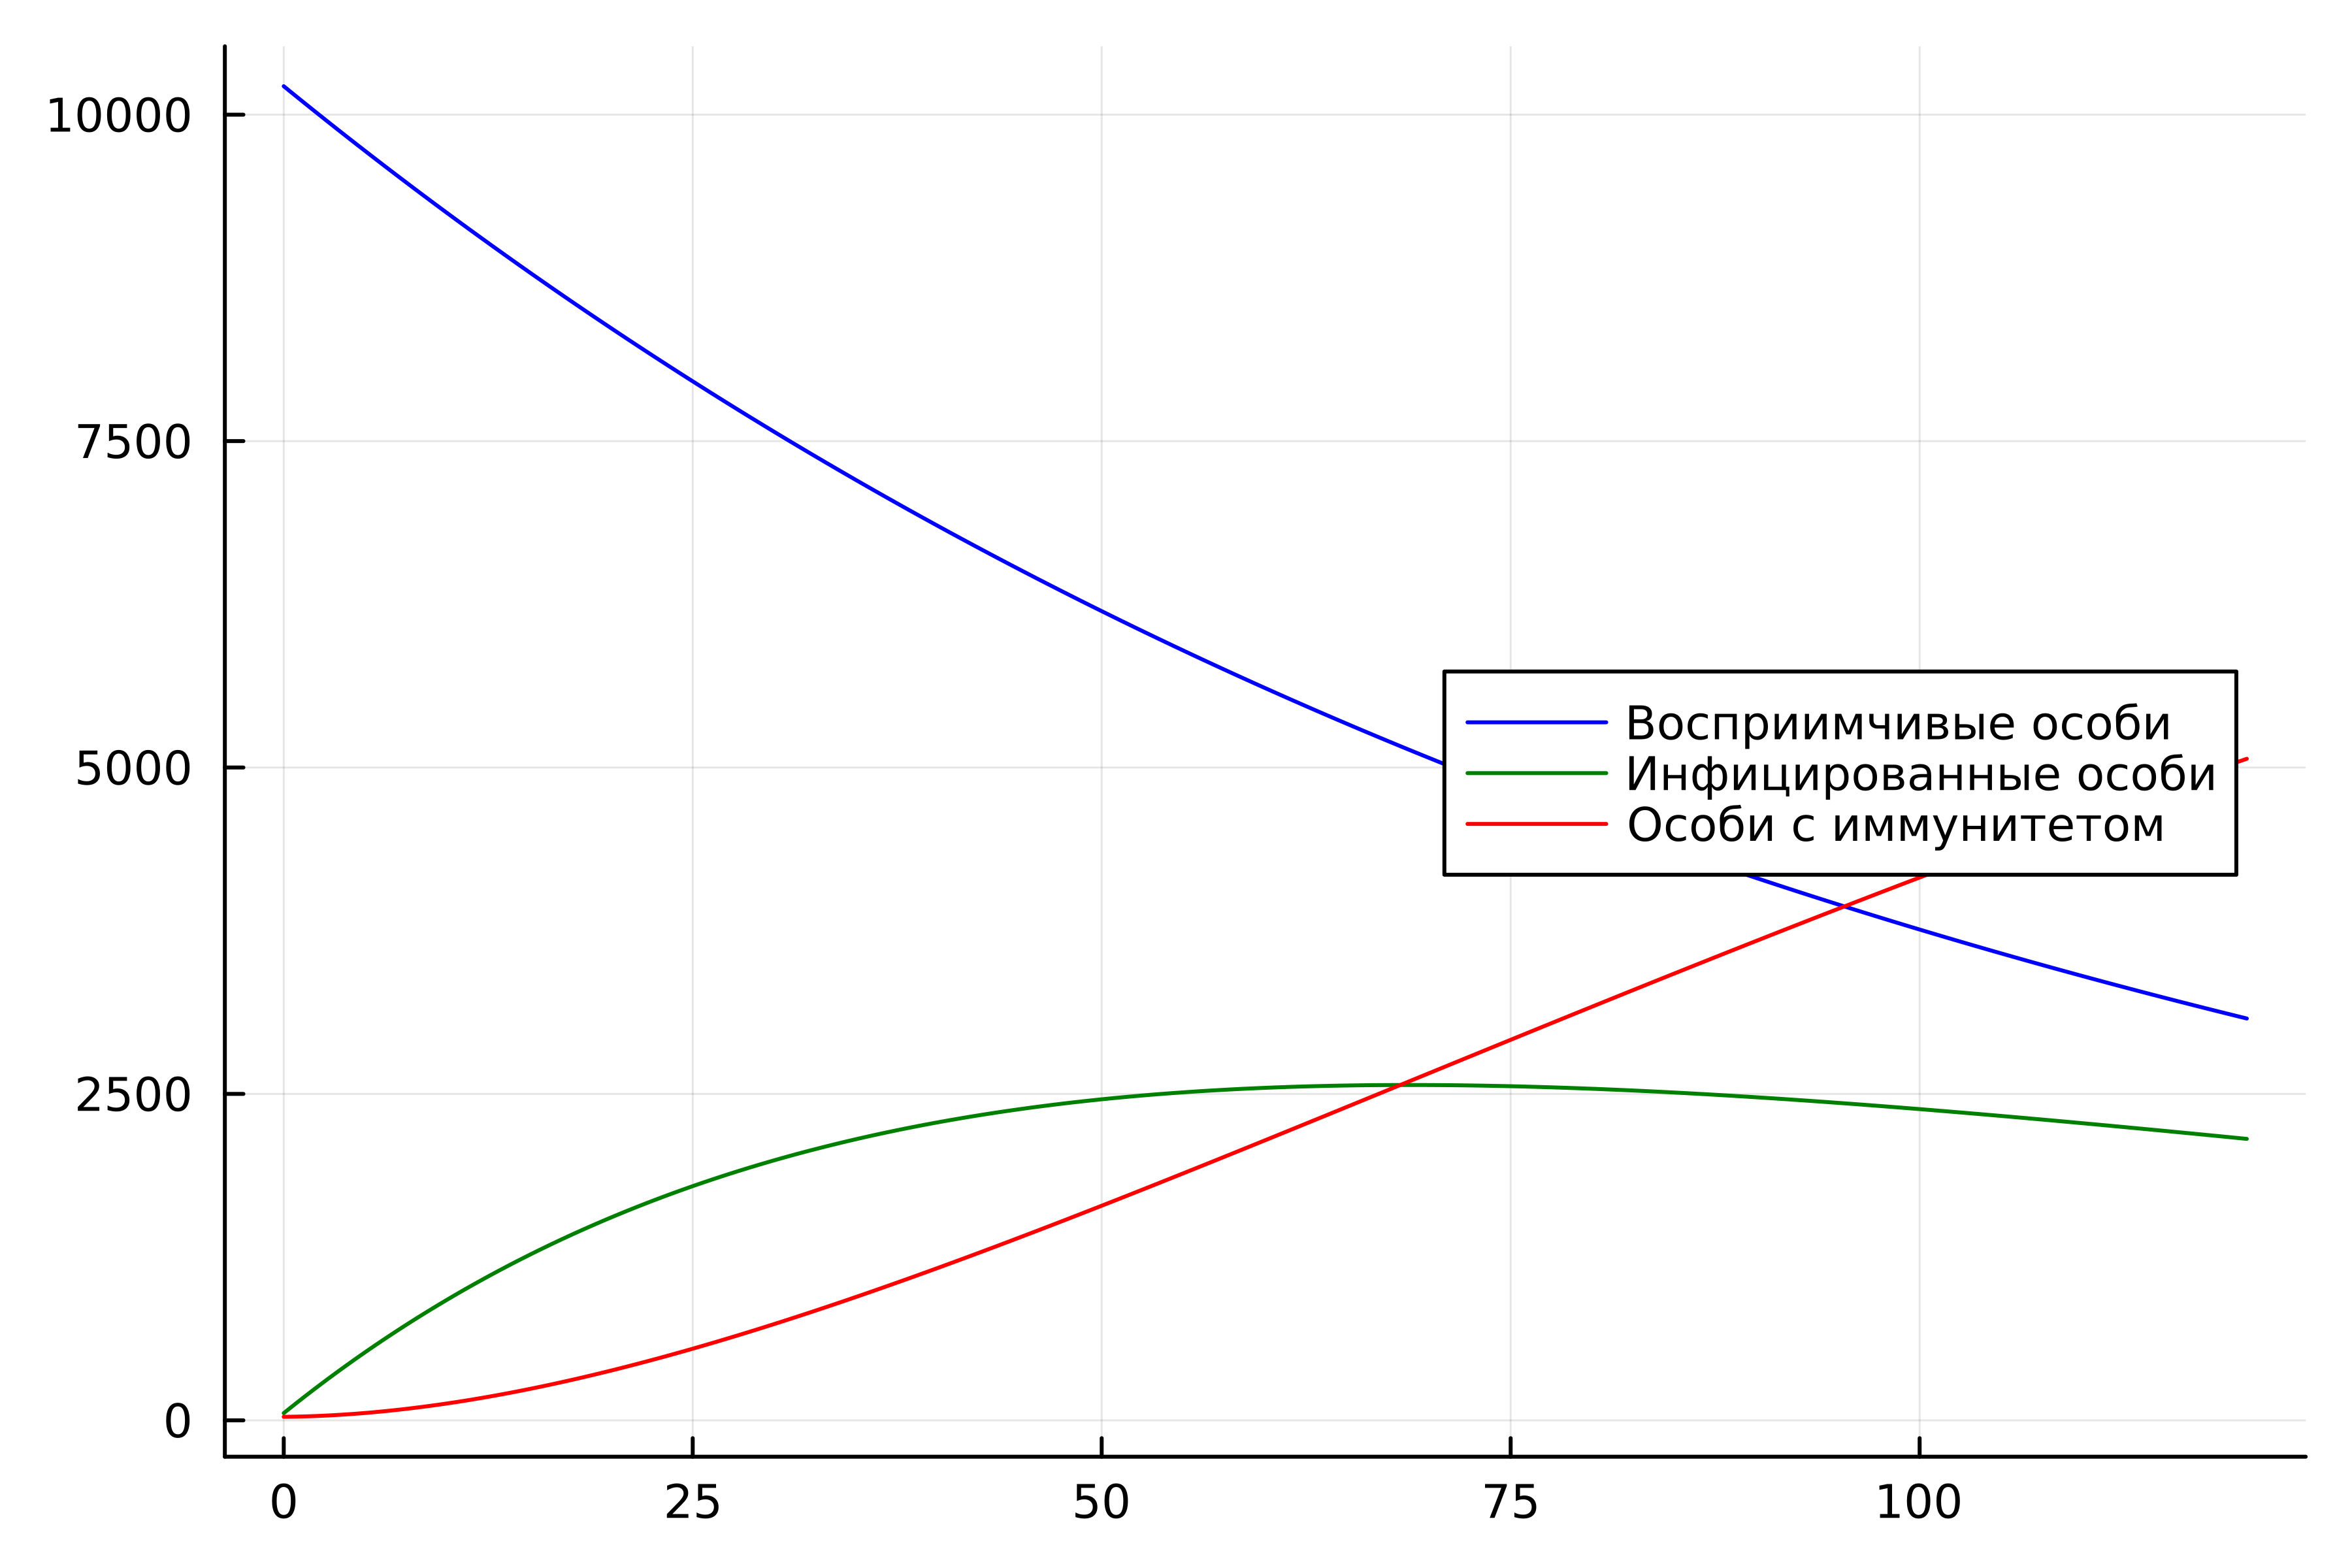 10000
7500
5000
2500
0
Восприимчивые особи
Инфицированные особи
Особи с иммунитетом
0 25 50 75 100